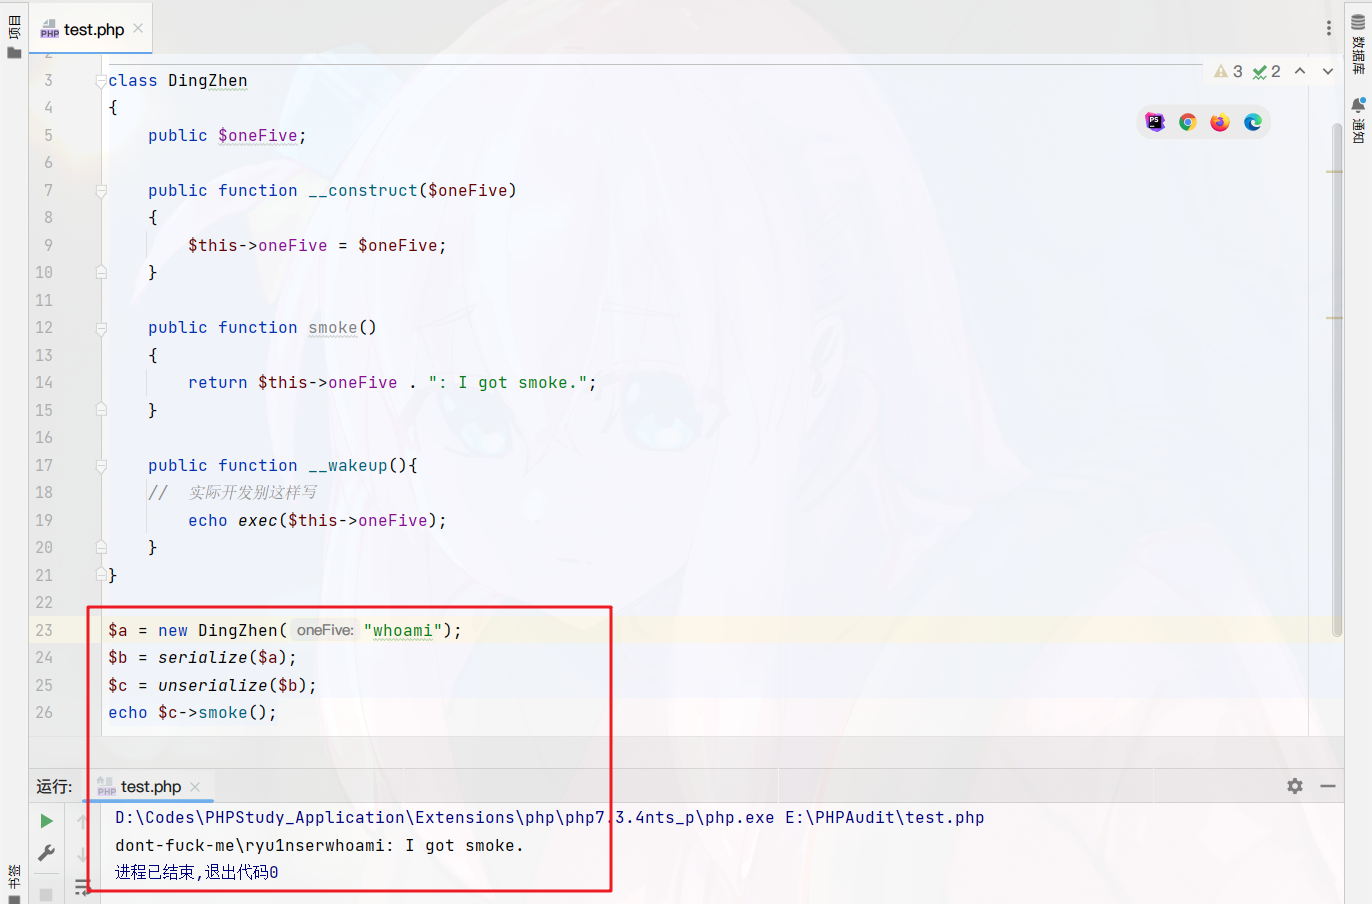 项目
test.php
数据库
通知
3 2
2
3 class DingZhen
4 {
5 public $oneFive;
6
7 public function __construct($oneFive)
8 {
9 $this->oneFive = $oneFive;
10 }
11
12 public function smoke()
13 {
14 return $this->oneFive . ": I got smoke.";
15 }
16
17 public function __wakeup(){
18 // 实际开发别这样写
19 echo exec($this->oneFive);
20 }
21 }
22
23 $a = new DingZhen( oneFive: "whoami");
24 $b = serialize($a);
25 $c = unserialize($b);
26 echo $c->smoke();
运行: test.php
D:\Codes\PHPStudy_Application\Extensions\php\php7.3.4nts_p\php.exe E:\PHPAudit\test.php
dont-fuck-me\ryu1nserwhoami: I got smoke.
进程已结束,退出代码0
书签